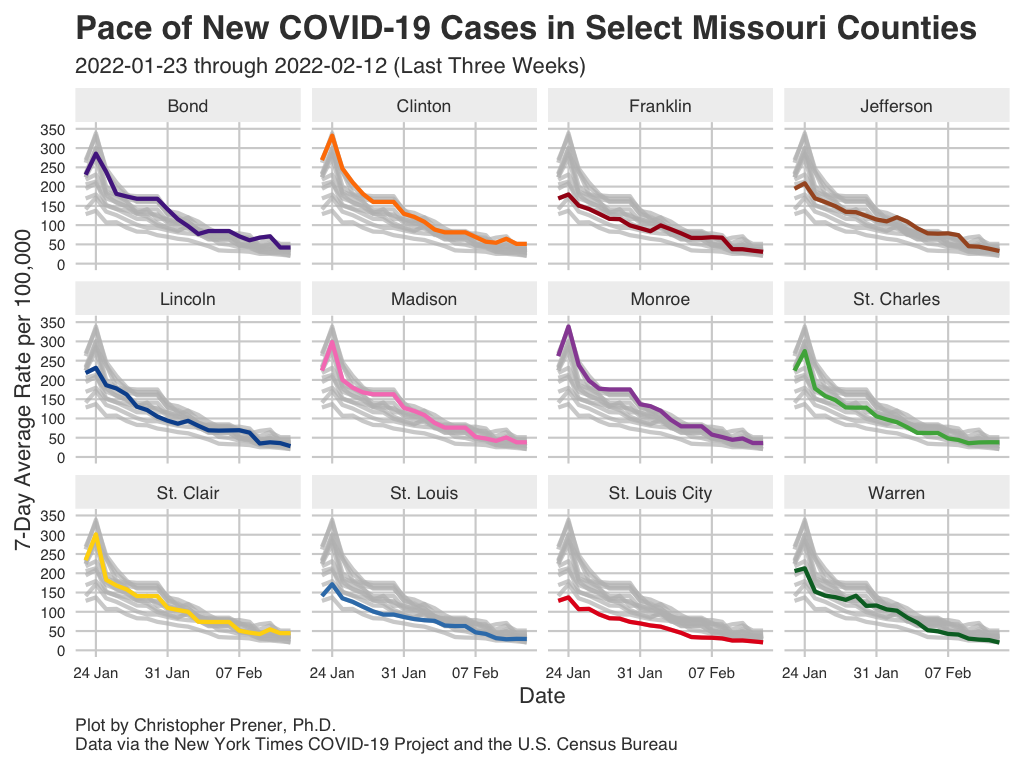 Pace of New COVID-19 Cases in Select Missouri Counties
2022-01-23 through 2022-02-12 (Last Three Weeks)
Bond
Clinton
Franklin
Jefferson
350
300
250
200
150
100
50
0
Lincoln
Madison
Monroe
St. Charles
350
300
250
200
150
100
50
0
St. Clair
St. Louis
St. Louis City
Warren
350
300
250
200
150
100
50
0
7-Day Average Rate per 100,000
24 Jan
31 Jan
07 Feb
24 Jan
31 Jan
07 Feb
24 Jan
31 Jan
07 Feb
24 Jan
31 Jan
07 Feb
Date
Plot by Christopher Prener, Ph.D.
Data via the New York Times COVID-19 Project and the U.S. Census Bureau